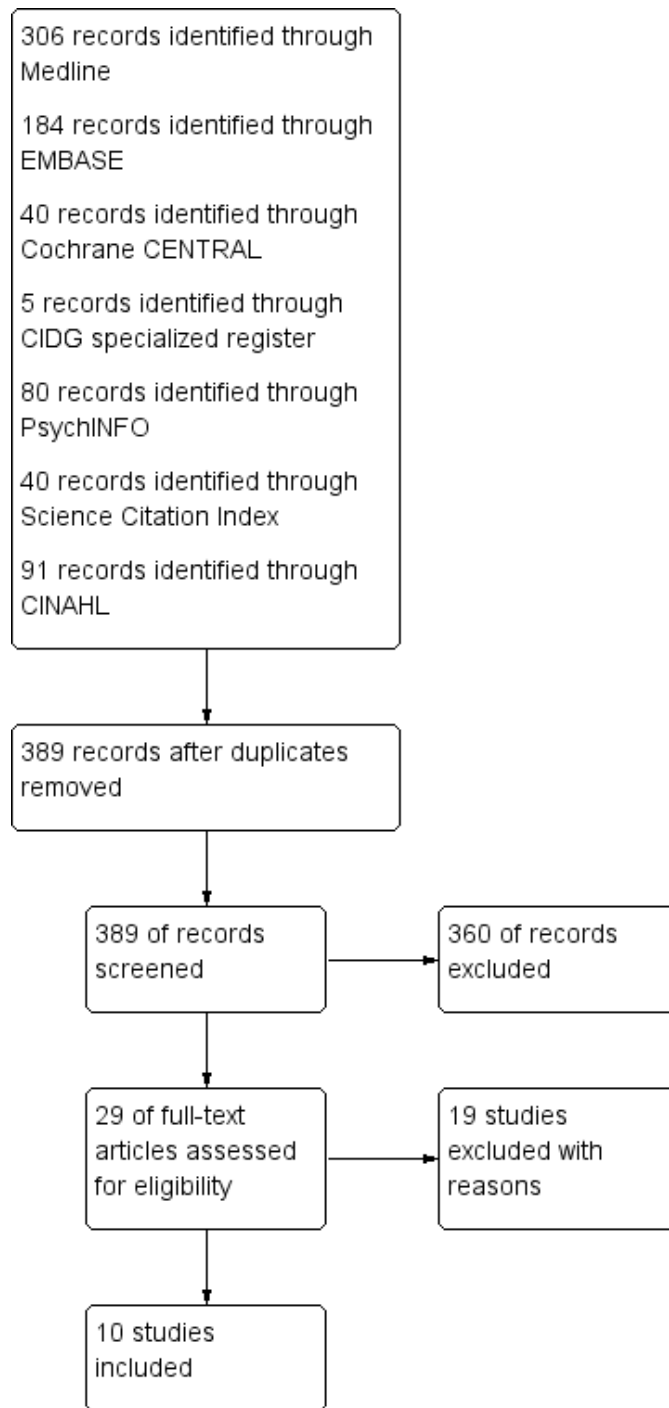 306 records identified through
Medline
184 records identified through
EMBASE
40 records identified through
Cochrane CENTRAL
5 records identified through
CIDG specialized register
80 records identified through
PsychINFO
40 records identified through
Science Citation Index
91 records identified through
CINAHL
389 records after duplicates
removed
389 of records
screened
360 of records
excluded
29 of full-text
articles assessed
for eligibility
19 studies
excluded with
reasons
10 studies
included